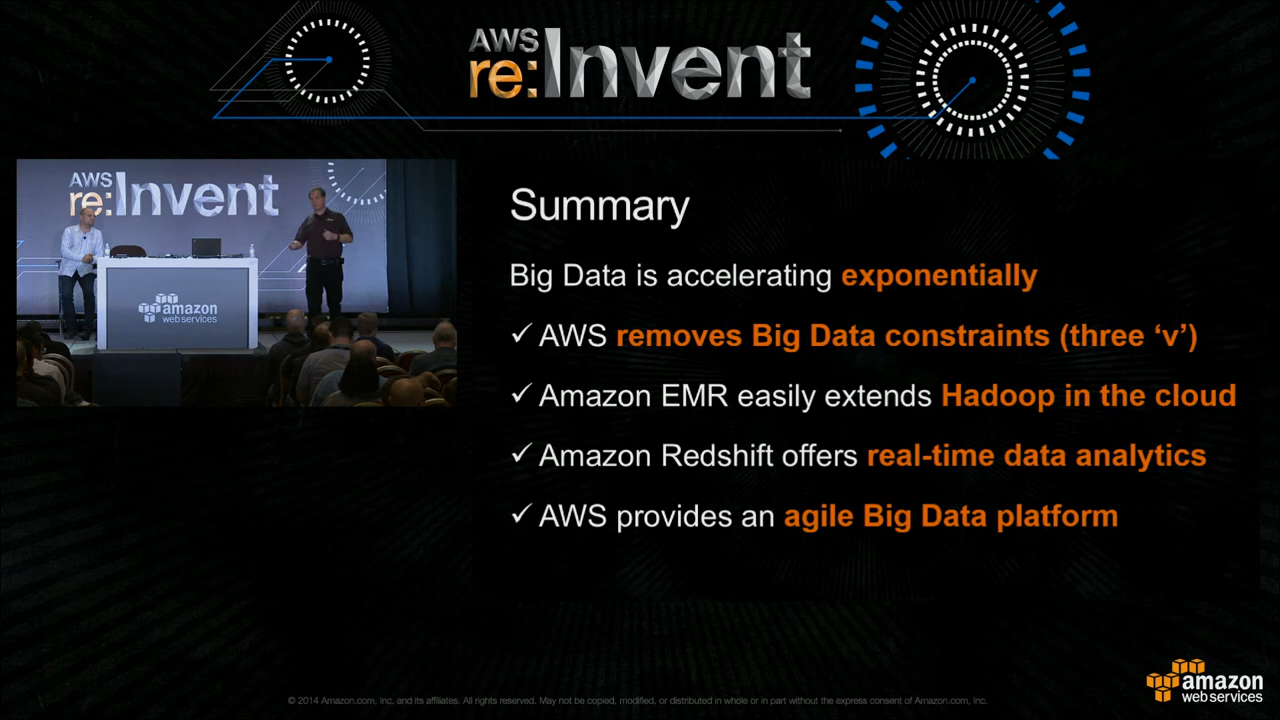 AWS
re:Invent
AWS
re:Invent
amazon
web services
Summary
Big Data is accelerating exponentially
✓ AWS removes Big Data constraints (three ‘v’)
✓ Amazon EMR easily extends Hadoop in the cloud
✓ Amazon Redshift offers real-time data analytics
✓ AWS provides an agile Big Data platform
© 2014 Amazon.com, Inc. and its affiliates. All rights reserved. May not be copied, modified, or distributed in whole or in part without the express consent of Amazon.com, Inc.
amazon
web services